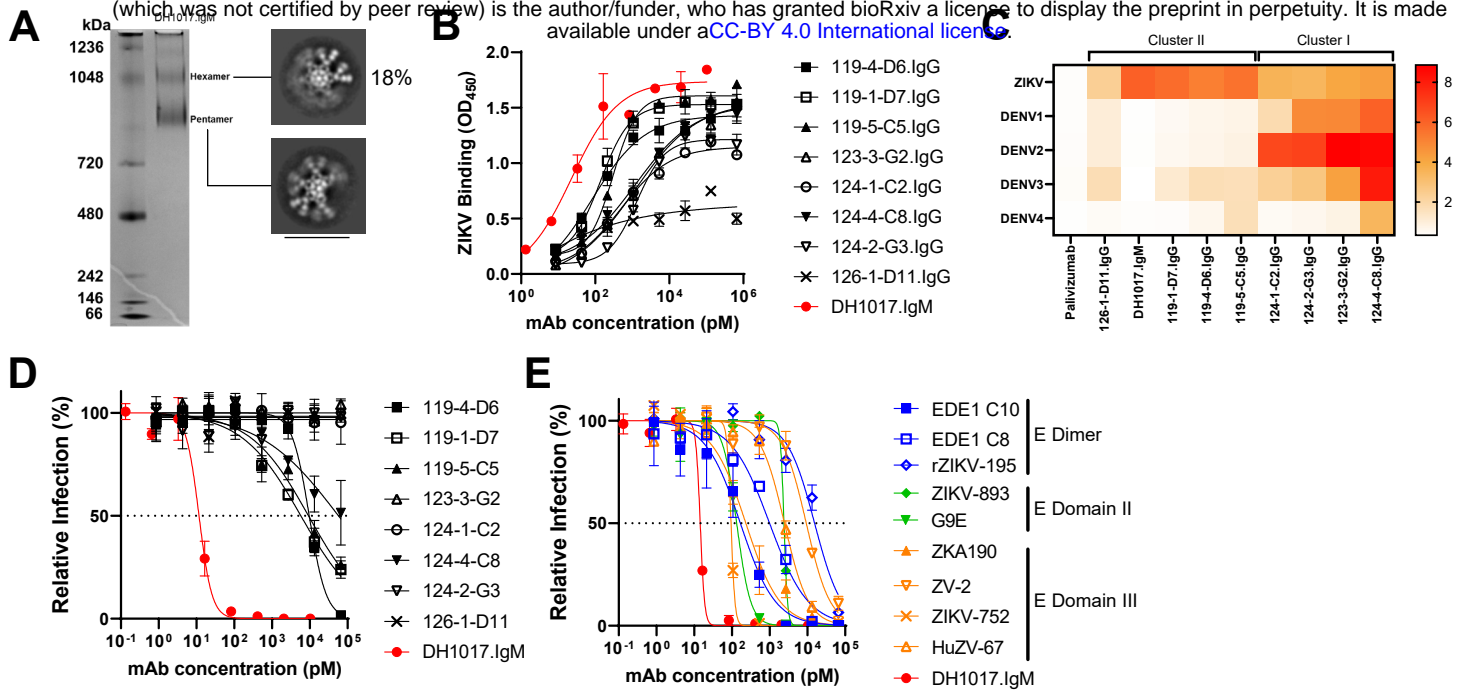 (which was not certified by peer review) is the author/funder, who has granted bioRxiv a license to display the preprint in perpetuity. It is made
available under aCC-BY 4.0 International license.
A
kDa
DH1017.IgM
1236
1048
720
480
242
146
66
Hexamer
Pentamer
18%
B
ZIKV Binding (OD450)
2.0
1.5
1.0
0.5
0.0
10^0
10^2
10^4
10^6
mAb concentration (pM)
119-4-D6.IgG
119-1-D7.IgG
119-5-C5.IgG
123-3-G2.IgG
124-1-C2.IgG
124-4-C8.IgG
124-2-G3.IgG
126-1-D11.IgG
DH1017.IgM
C
Cluster II
Cluster I
ZIKV
DENV1
DENV2
DENV3
DENV4
Palivizumab
126-1-D11.IgG
DH1017.IgM
119-1-D7.IgG
119-4-D6.IgG
119-5-C5.IgG
124-1-C2.IgG
124-2-G3.IgG
123-3-G2.IgG
124-4-C8.IgG
8
6
4
2
D
Relative Infection (%)
100
50
0
10^-1
10^0
10^1
10^2
10^3
10^4
10^5
mAb concentration (pM)
119-4-D6
119-1-D7
119-5-C5
123-3-G2
124-1-C2
124-4-C8
124-2-G3
126-1-D11
DH1017.IgM
E
Relative Infection (%)
100
50
0
10^-1
10^0
10^1
10^2
10^3
10^4
10^5
mAb concentration (pM)
EDE1 C10
EDE1 C8
rZIKV-195
E Dimer
ZIKV-893
G9E
E Domain II
ZKA190
ZV-2
ZIKV-752
HuZV-67
E Domain III
DH1017.IgM